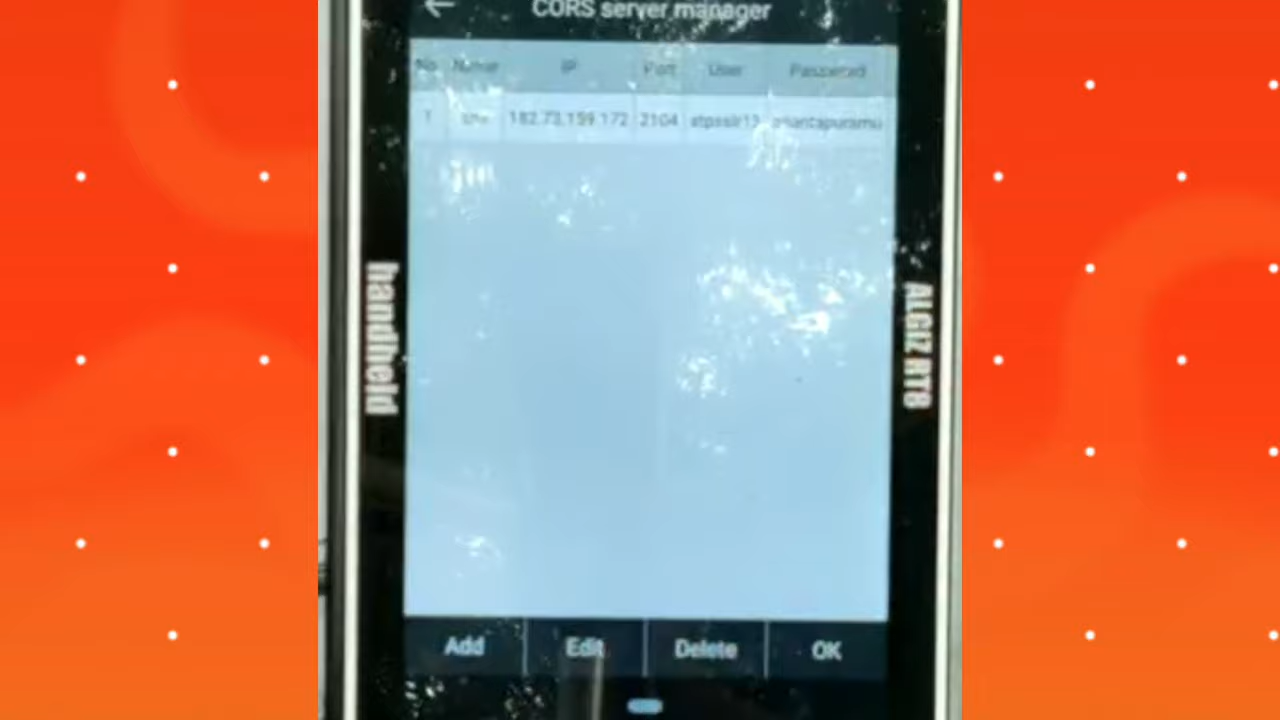 CORS server manager
No Name IP Port User Password
1 182.73.159.172 2104
handheld
ALGIZ RT8
Add Edit Delete OK